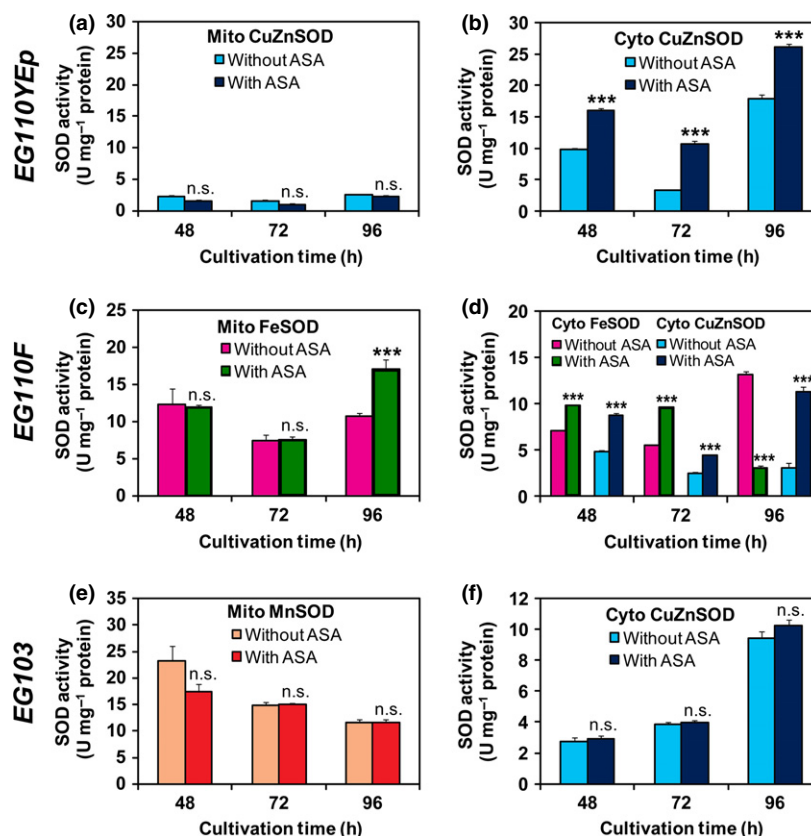 EG110YEp
(a)
Mito CuZnSOD
Without ASA
With ASA
SOD activity
(U mg⁻¹ protein)
30
25
20
15
10
5
0
n.s.
n.s.
n.s.
48 72 96
Cultivation time (h)
(b)
Cyto CuZnSOD
Without ASA
With ASA
SOD activity
(U mg⁻¹ protein)
30
25
20
15
10
5
0
***
***
***
48 72 96
Cultivation time (h)
EG110F
(c)
Mito FeSOD
Without ASA
With ASA
SOD activity
(U mg⁻¹ protein)
25
20
15
10
5
0
n.s.
n.s.
***
48 72 96
Cultivation time (h)
(d)
Cyto FeSOD Cyto CuZnSOD
Without ASA Without ASA
With ASA With ASA
SOD activity
(U mg⁻¹ protein)
20
15
10
5
0
*** ***
*** ***
*** ***
48 72 96
Cultivation time (h)
EG103
(e)
Mito MnSOD
Without ASA
With ASA
SOD activity
(U mg⁻¹ protein)
35
30
25
20
15
10
5
0
n.s.
n.s.
n.s.
48 72 96
Cultivation time (h)
(f)
Cyto CuZnSOD
Without ASA
With ASA
SOD activity
(U mg⁻¹ protein)
12
10
8
6
4
2
0
n.s.
n.s.
n.s.
48 72 96
Cultivation time (h)